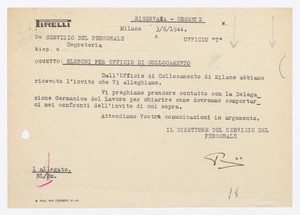 PIRELLI
RISERVATA - URGENTE
Milano 3/6/1944.
Da SERVIZIO DEL PERSONALE a UFFICIO "S"
Risp. a Segreteria
OGGETTO: ELENCHI PER UFFICIO DI COLLOCAMENTO
Dall'Ufficio di Collocamento di Milano abbiamo
ricevuto l'invito che Vi alleghiamo.
Vi preghiamo prendere contatto con la Delega
zione Germanica del Lavoro per chiarire come dovremmo comportar
ci nei confronti dell'invito di cui sopra.
Attendiamo Vostra comunicazioni in argomento.
IL DIRETTORE DEL SERVIZIO DEL
PERSONALE
1 allegato.
18